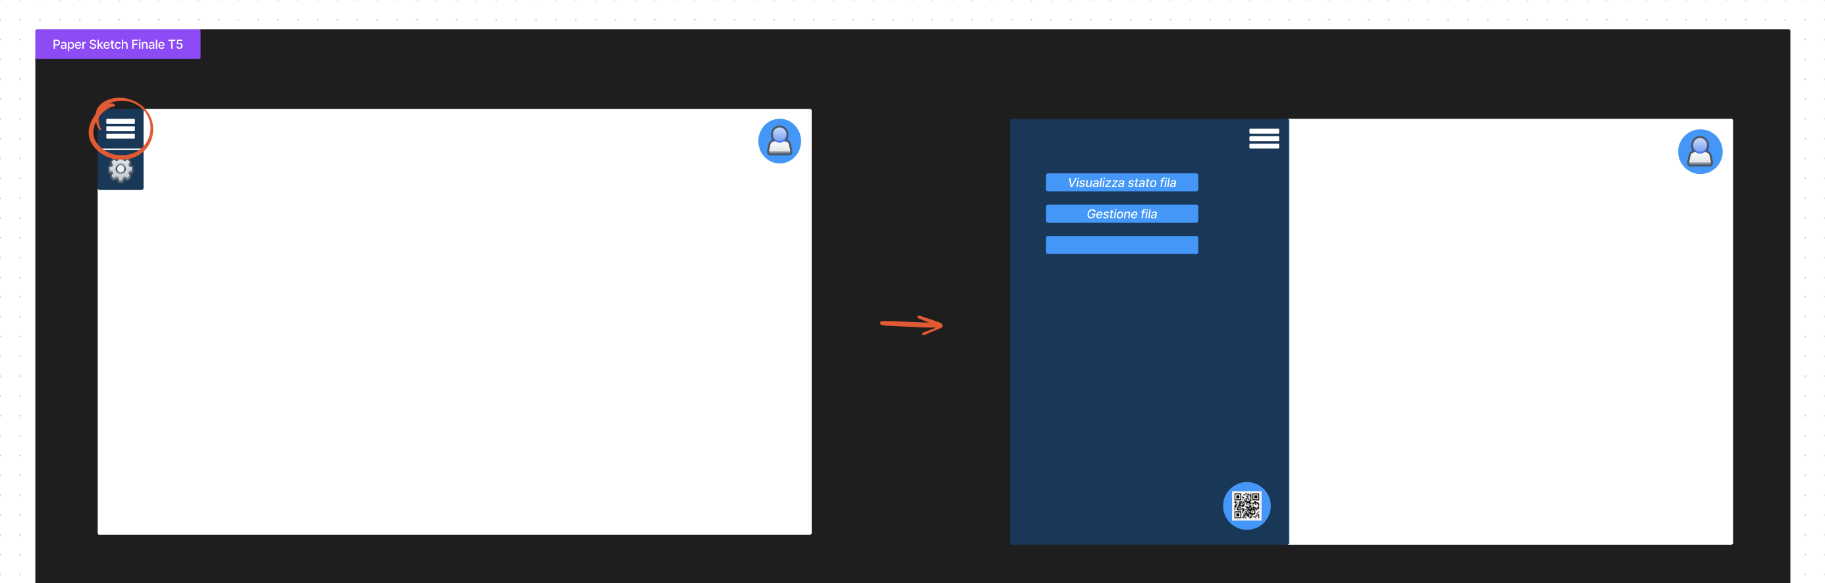 Paper Sketch Finale T5
Visualizza stato fila
Gestione fila